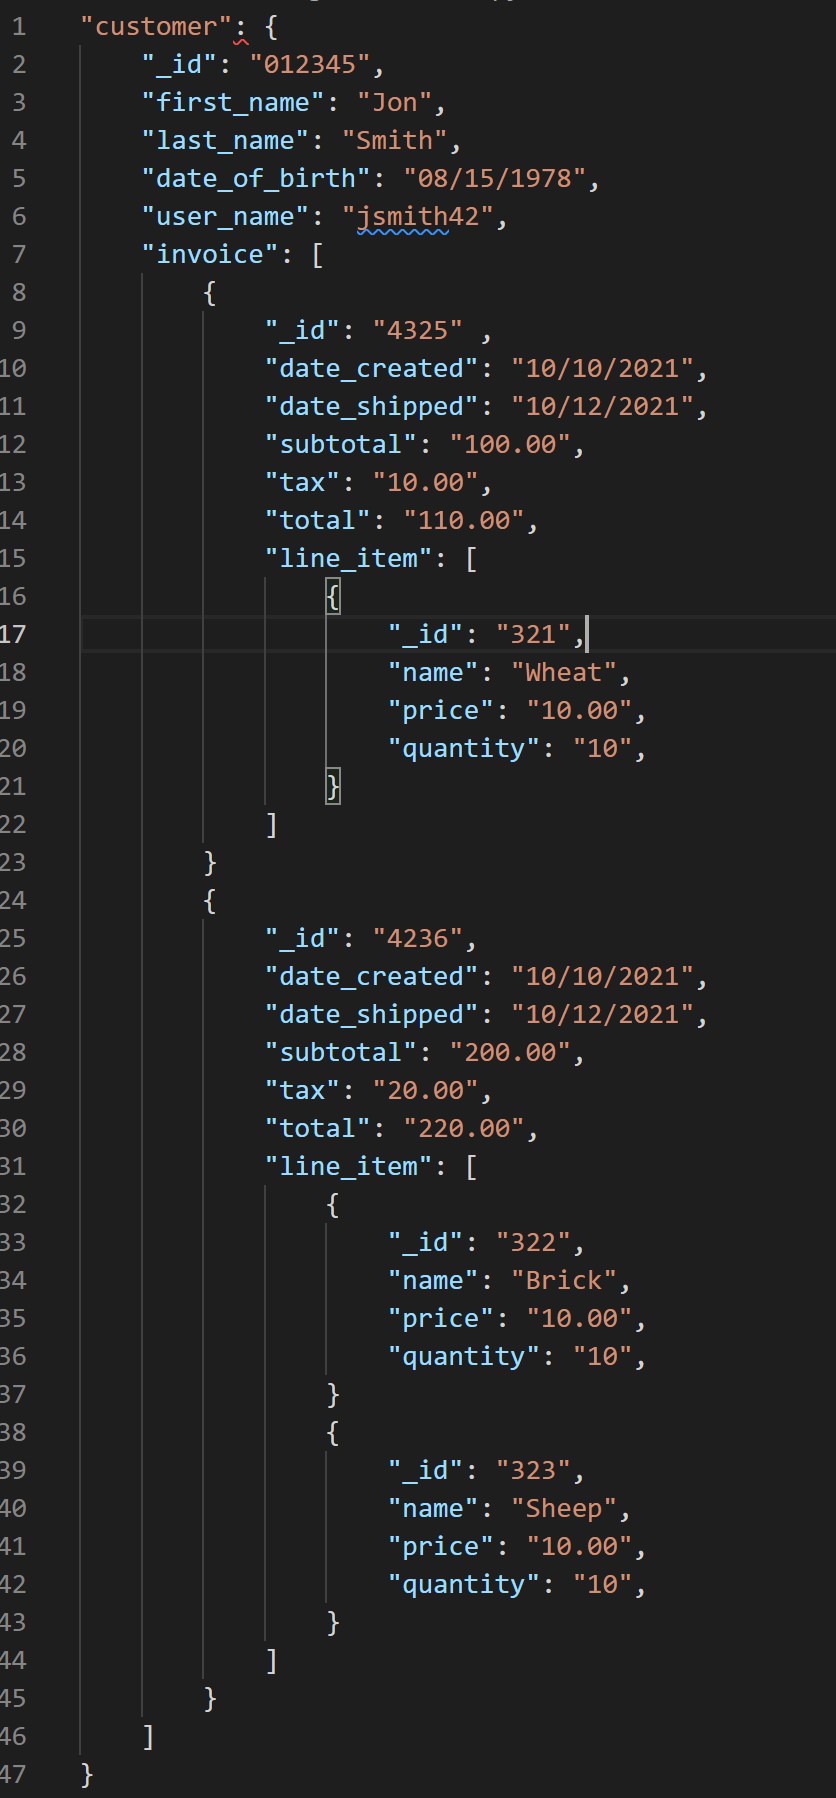 1 "customer": {
2 "_id": "012345",
3 "first_name": "Jon",
4 "last_name": "Smith",
5 "date_of_birth": "08/15/1978",
6 "user_name": "jsmith42",
7 "invoice": [
8 {
9 "_id": "4325" ,
10 "date_created": "10/10/2021",
11 "date_shipped": "10/12/2021",
12 "subtotal": "100.00",
13 "tax": "10.00",
14 "total": "110.00",
15 "line_item": [
16 {
17 "_id": "321",
18 "name": "Wheat",
19 "price": "10.00",
20 "quantity": "10",
21 }
22 ]
23 }
24 {
25 "_id": "4236",
26 "date_created": "10/10/2021",
27 "date_shipped": "10/12/2021",
28 "subtotal": "200.00",
29 "tax": "20.00",
30 "total": "220.00",
31 "line_item": [
32 {
33 "_id": "322",
34 "name": "Brick",
35 "price": "10.00",
36 "quantity": "10",
37 }
38 {
39 "_id": "323",
40 "name": "Sheep",
41 "price": "10.00",
42 "quantity": "10",
43 }
44 ]
45 }
46 ]
47 }